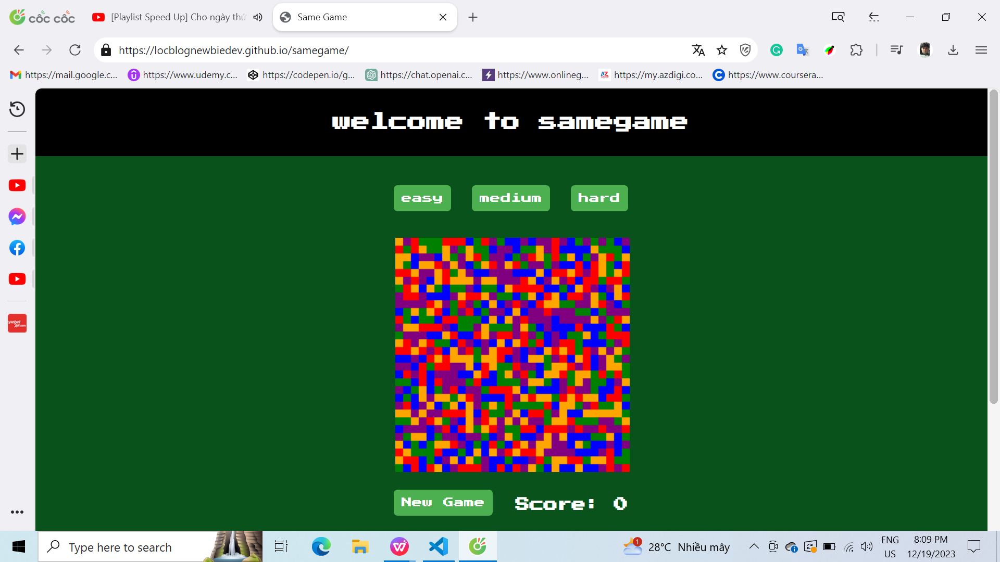 cốc cốc
[Playlist Speed Up] Cho ngày thứ
Same Game
https://locblognewbiedev.github.io/samegame/
https://mail.google.c...
https://www.udemy.c...
https://codepen.io/g...
https://chat.openai.c...
https://www.onlineg...
https://my.azdigi.co...
https://www.coursera...
welcome to samegame
easy
medium
hard
New Game
Score: 0
Type here to search
1
28°C Nhiều mây
ENG
US
8:09 PM
12/19/2023